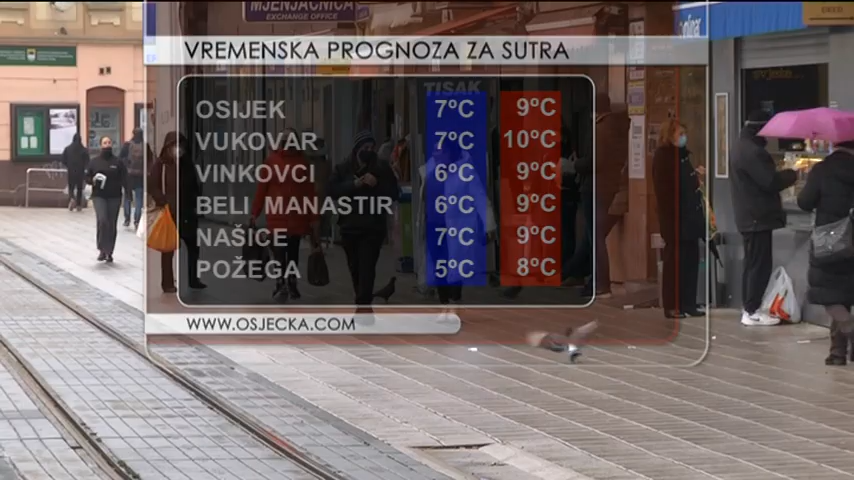 MJENJAČNICA
EXCHANGE OFFICE
VREMENSKA PROGNOZA ZA SUTRA
TISAK
OSIJEK 7°C 9°C
VUKOVAR 7°C 10°C
VINKOVCI 6°C 9°C
BELI MANASTIR 6°C 9°C
NAŠICE 7°C 9°C
POŽEGA 5°C 8°C
WWW.OSJECKA.COM